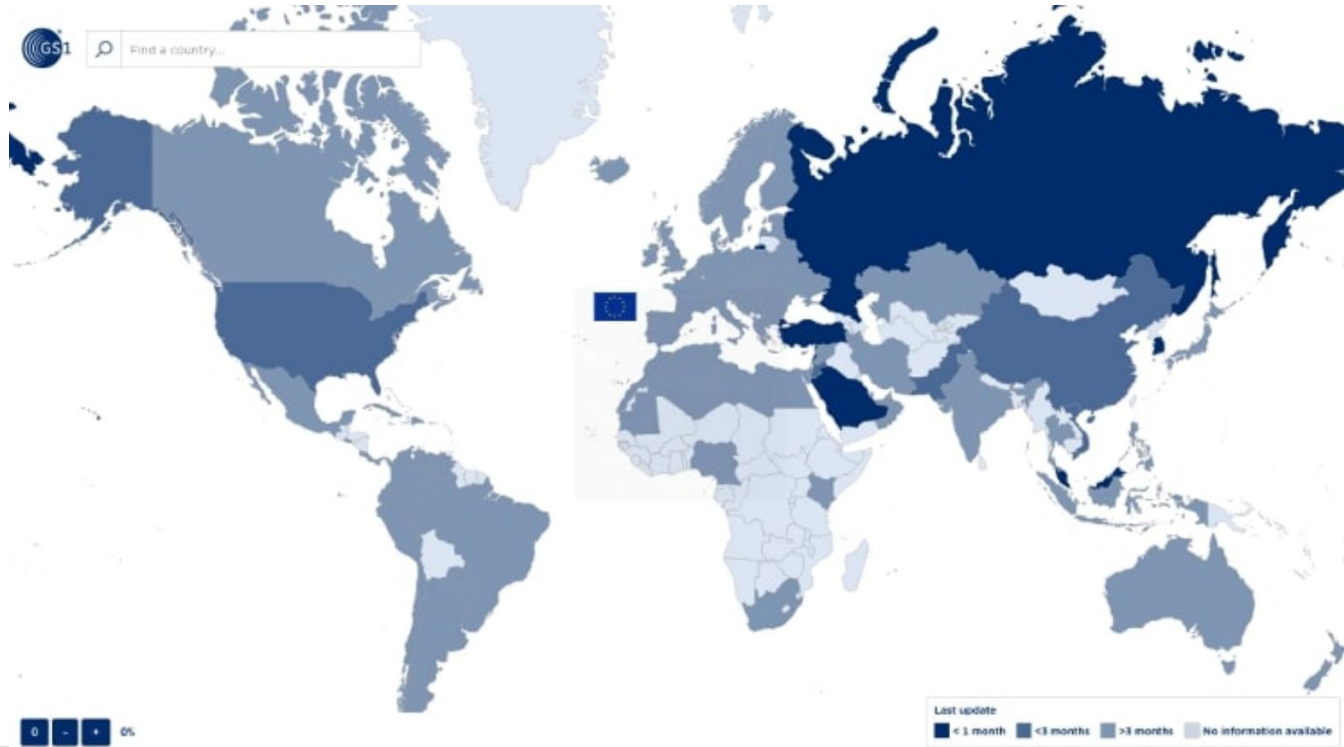 GS1
Find a country...
Last update
< 1 month
<3 months
>3 months
No information available
0
-
+
0%